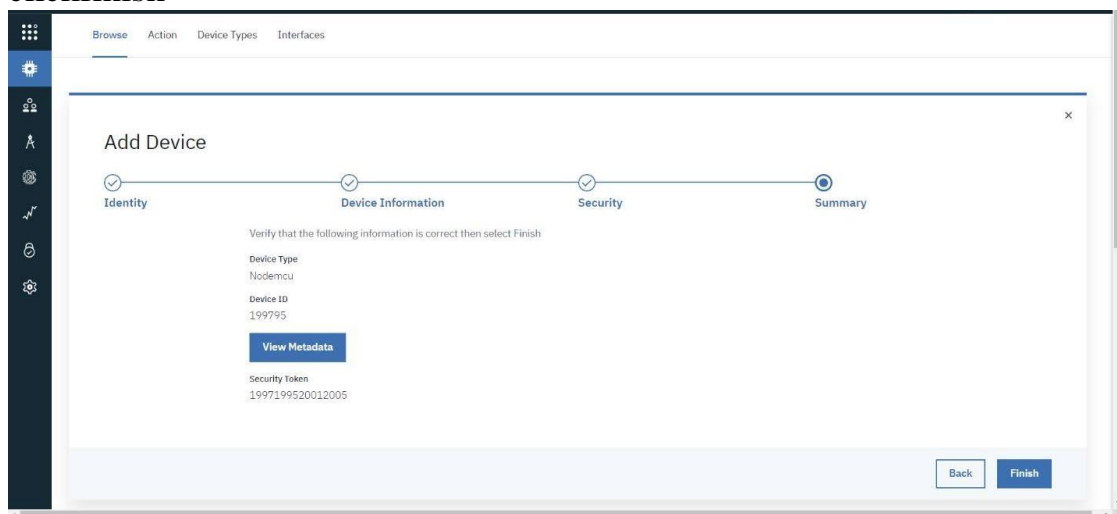 Browse Action Device Types Interfaces
×
Add Device
Identity Device Information Security Summary
Verify that the following information is correct then select Finish
Device Type
Nodemcu
Device ID
199795
View Metadata
Security Token
1997199520012005
Back Finish